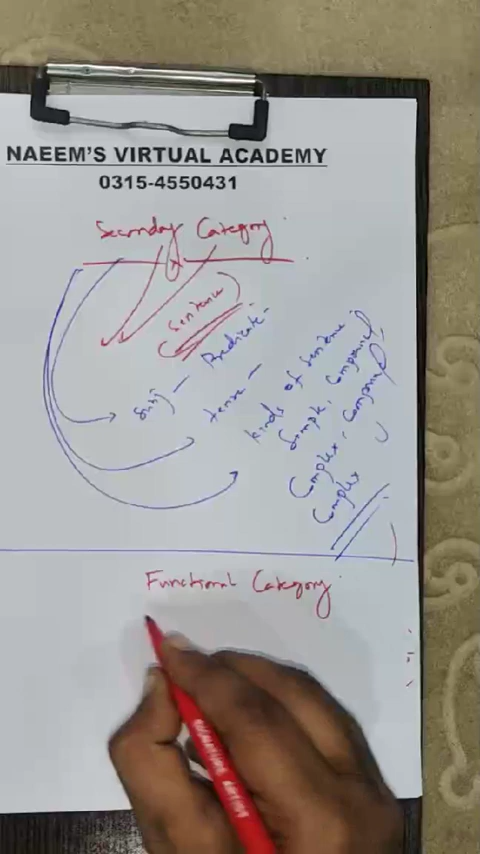 NAEEM'S VIRTUAL ACADEMY
0315-4550431
Secondary Category
(Sentence)
Subj — Predicate -
tense -
kinds of sentence
Simple, Compound
Complex, Compound
Complex
Functional Category